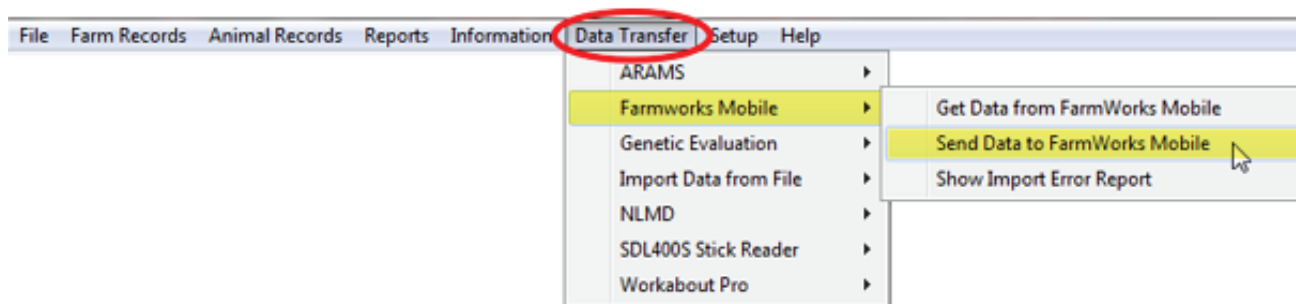 File Farm Records Animal Records Reports Information Data Transfer Setup Help
ARAMS
Farmworks Mobile
Genetic Evaluation
Import Data from File
NLMD
SDL400S Stick Reader
Workabout Pro
Get Data from FarmWorks Mobile
Send Data to FarmWorks Mobile
Show Import Error Report